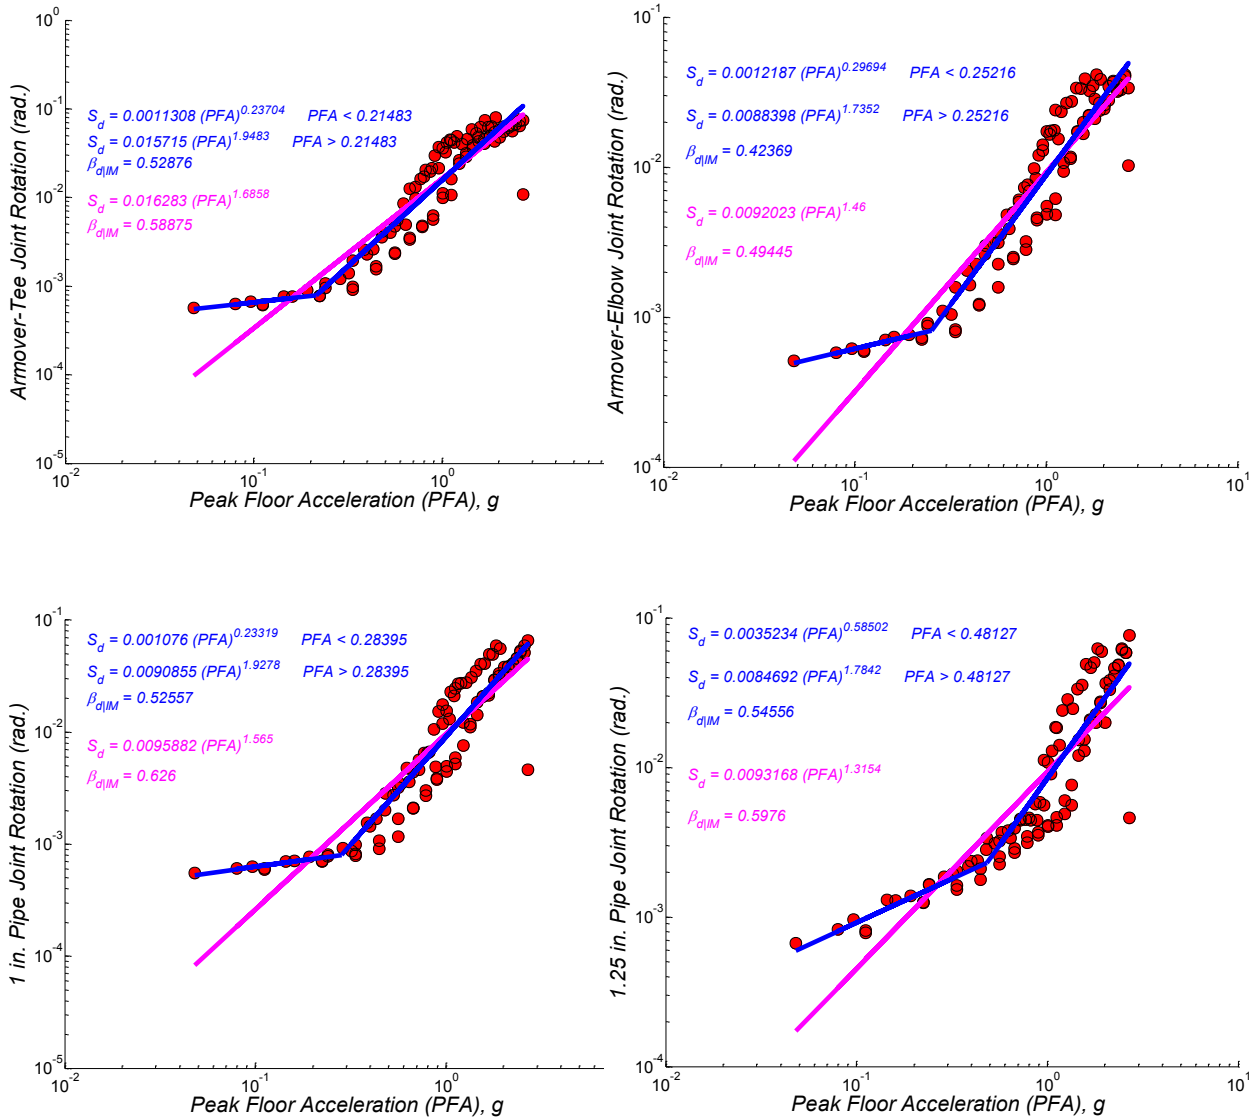 10^0
10^-1
10^-2
10^-3
10^-4
10^-5
Armover-Tee Joint Rotation (rad.)
S_d = 0.0011308 (PFA)^0.23704 PFA < 0.21483
S_d = 0.015715 (PFA)^1.9483 PFA > 0.21483
β_d|IM = 0.52876
S_d = 0.016283 (PFA)^1.6858
β_d|IM = 0.58875
10^-2 10^-1 10^0
Peak Floor Acceleration (PFA), g
10^-1
10^-2
10^-3
10^-4
Armover-Elbow Joint Rotation (rad.)
S_d = 0.0012187 (PFA)^0.29694 PFA < 0.25216
S_d = 0.0088398 (PFA)^1.7352 PFA > 0.25216
β_d|IM = 0.42369
S_d = 0.0092023 (PFA)^1.46
β_d|IM = 0.49445
10^-2 10^-1 10^0 10^1
Peak Floor Acceleration (PFA), g
10^-1
10^-2
10^-3
10^-4
10^-5
1 in. Pipe Joint Rotation (rad.)
S_d = 0.001076 (PFA)^0.23319 PFA < 0.28395
S_d = 0.0090855 (PFA)^1.9278 PFA > 0.28395
β_d|IM = 0.52557
S_d = 0.0095882 (PFA)^1.565
β_d|IM = 0.626
10^-2 10^-1 10^0
Peak Floor Acceleration (PFA), g
10^-1
10^-2
10^-3
10^-4
1.25 in. Pipe Joint Rotation (rad.)
S_d = 0.0035234 (PFA)^0.58502 PFA < 0.48127
S_d = 0.0084692 (PFA)^1.7842 PFA > 0.48127
β_d|IM = 0.54556
S_d = 0.0093168 (PFA)^1.3154
β_d|IM = 0.5976
10^-2 10^-1 10^0 10^1
Peak Floor Acceleration (PFA), g